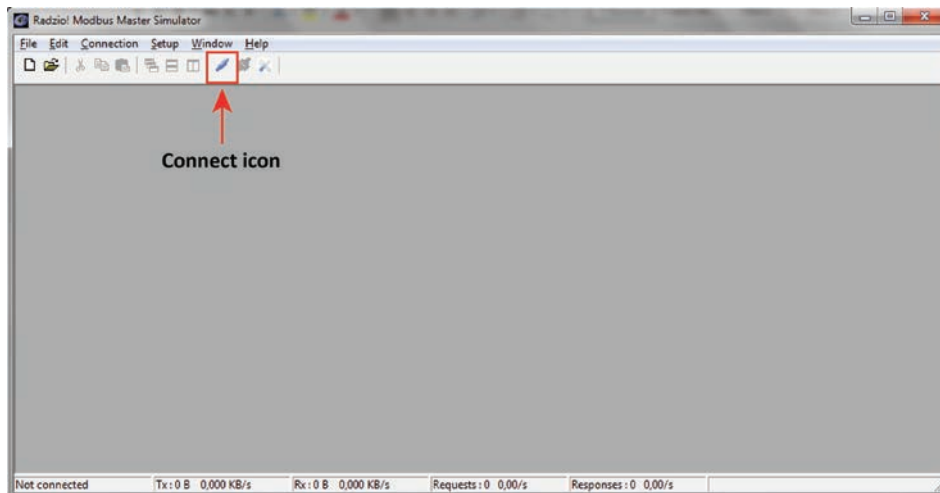 Radzio! Modbus Master Simulator
File Edit Connection Setup Window Help
Connect icon
Not connected Tx : 0 B 0,000 KB/s Rx : 0 B 0,000 KB/s Requests : 0 0,00/s Responses : 0 0,00/s